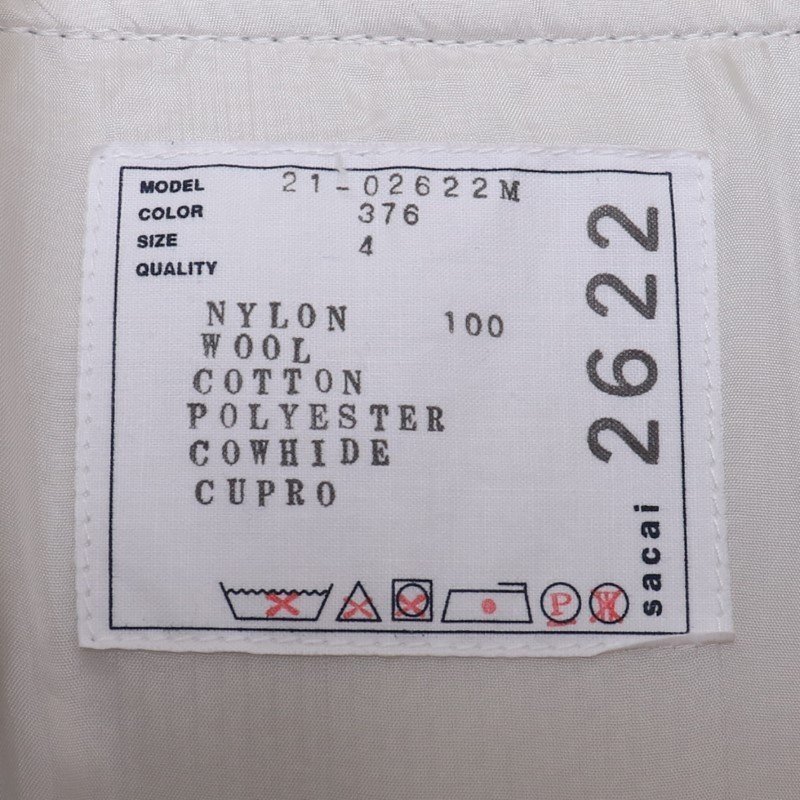 MODEL 21-02622M
COLOR 376
SIZE 4
QUALITY
NYLON 100
WOOL
COTTON
POLYESTER
COWHIDE
CUPRO
P W
sacai 2622